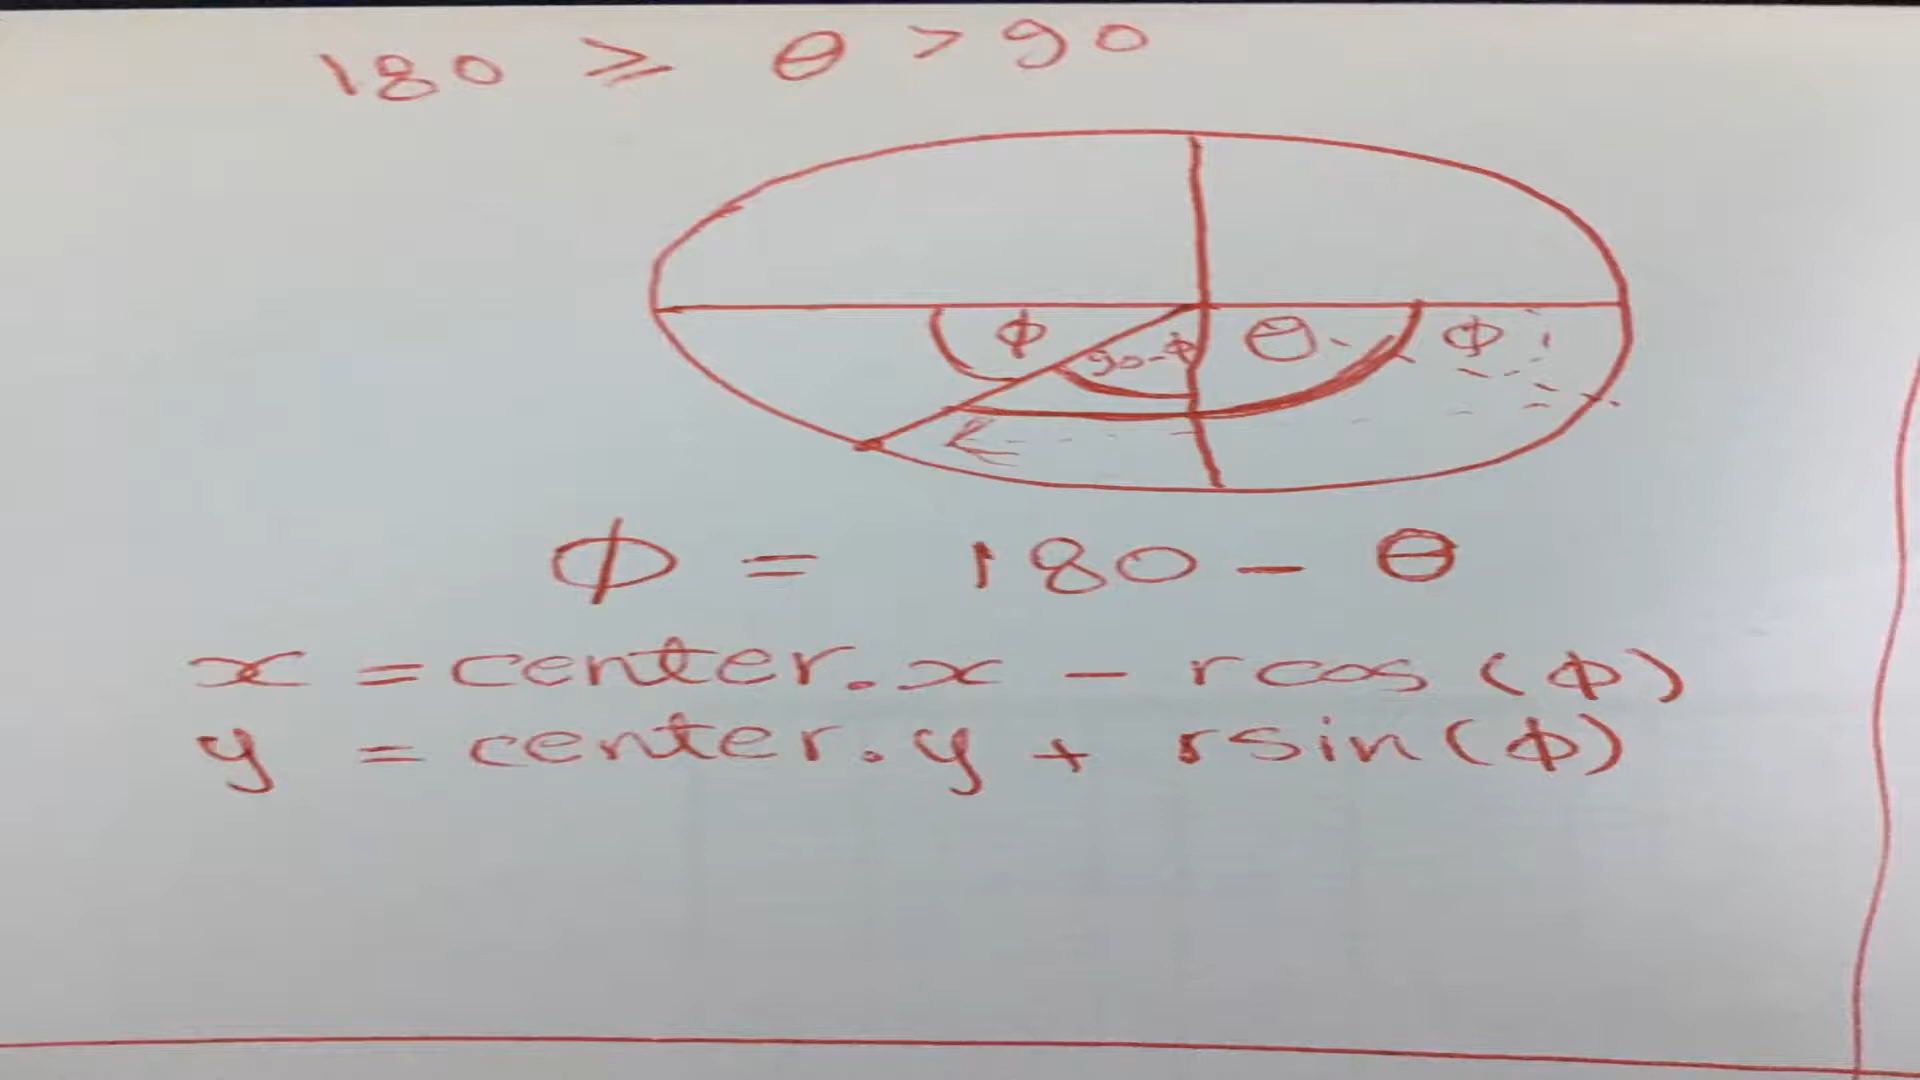 180 ≥ θ > 90
ϕ 90-ϕ θ ϕ
ϕ = 180 - θ
x = center.x - rcos(ϕ)
y = center.y + rsin(ϕ)